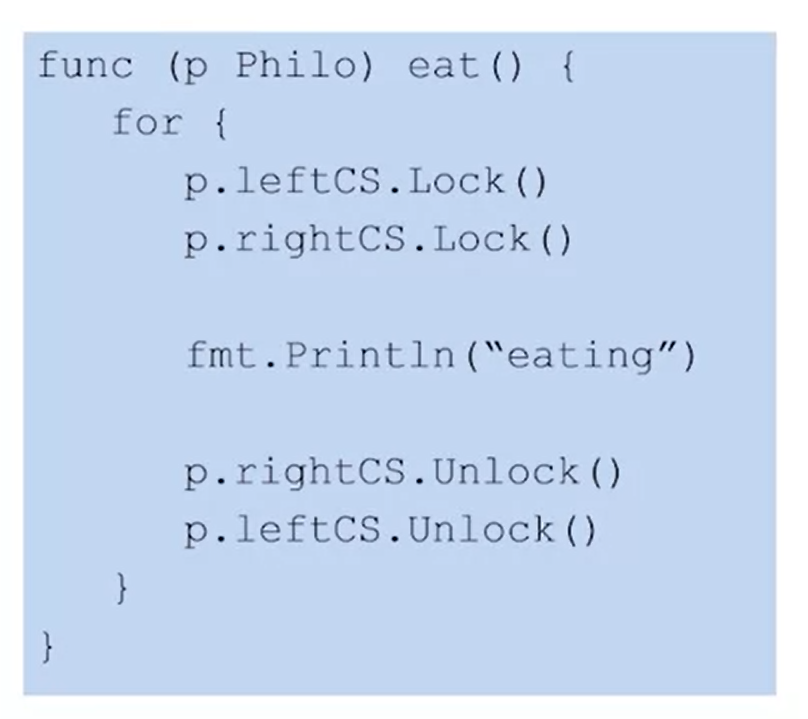 func (p Philo) eat() {
for {
p.leftCS.Lock()
p.rightCS.Lock()
fmt.Println(“eating”)
p.rightCS.Unlock()
p.leftCS.Unlock()
}
}